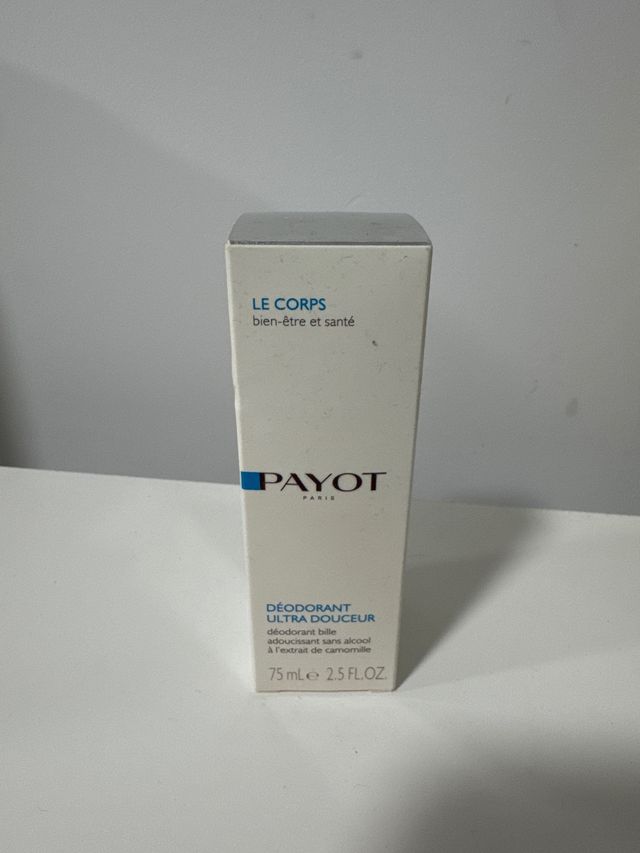 LE CORPS
bien-être et santé
PAYOT
PARIS
DÉODORANT
ULTRA DOUCEUR
déodorant bille
adoucissant sans alcool
à l'extrait de camomille
75 mL ℮ 2.5 FL.OZ.